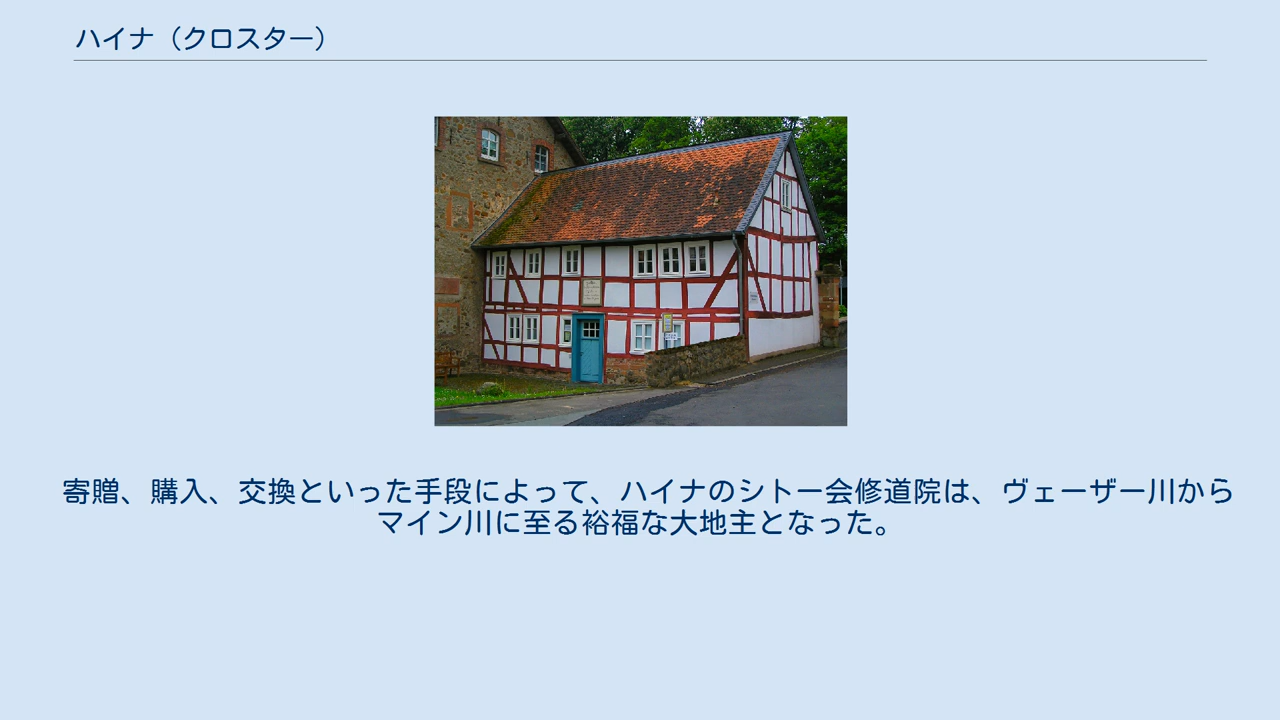 ハイナ（クロスター）
寄贈、購入、交換といった手段によって、ハイナのシトー会修道院は、ヴェーザー川から
マイン川に至る裕福な大地主となった。